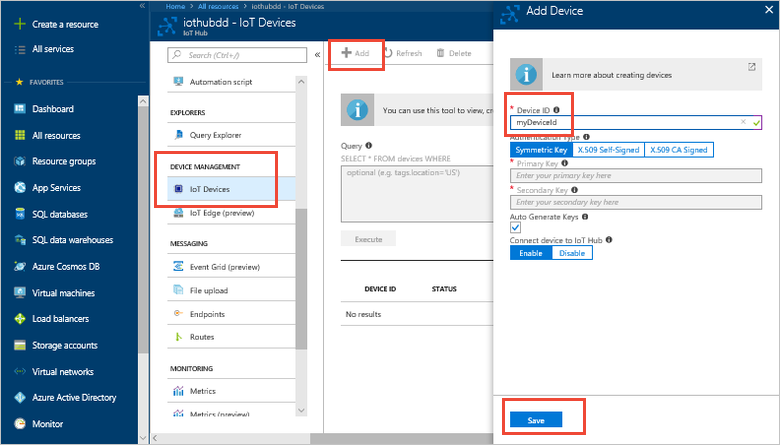 Create a resource
All services
FAVORITES
Dashboard
All resources
Resource groups
App Services
SQL databases
SQL data warehouses
Azure Cosmos DB
Virtual machines
Load balancers
Storage accounts
Virtual networks
Azure Active Directory
Monitor
Home > All resources > iothubdd - IoT Devices
iothubdd - IoT Devices
IoT Hub
Search (Ctrl+/)
Automation script
EXPLORERS
Query Explorer
DEVICE MANAGEMENT
IoT Devices
IoT Edge (preview)
MESSAGING
Event Grid (preview)
File upload
Endpoints
Routes
MONITORING
Metrics
Metrics (preview)
Add Refresh Delete
You can use this tool to view, cr
Query
SELECT * FROM devices WHERE
optional (e.g. tags.location='US')
Execute
DEVICE ID STATUS
No results
Add Device
Learn more about creating devices
* Device ID
myDeviceId
Authentication Type
Symmetric Key X.509 Self-Signed X.509 CA Signed
* Primary Key
Enter your primary key here
* Secondary Key
Enter your secondary key here
Auto Generate Keys
Connect device to IoT Hub
Enable Disable
Save